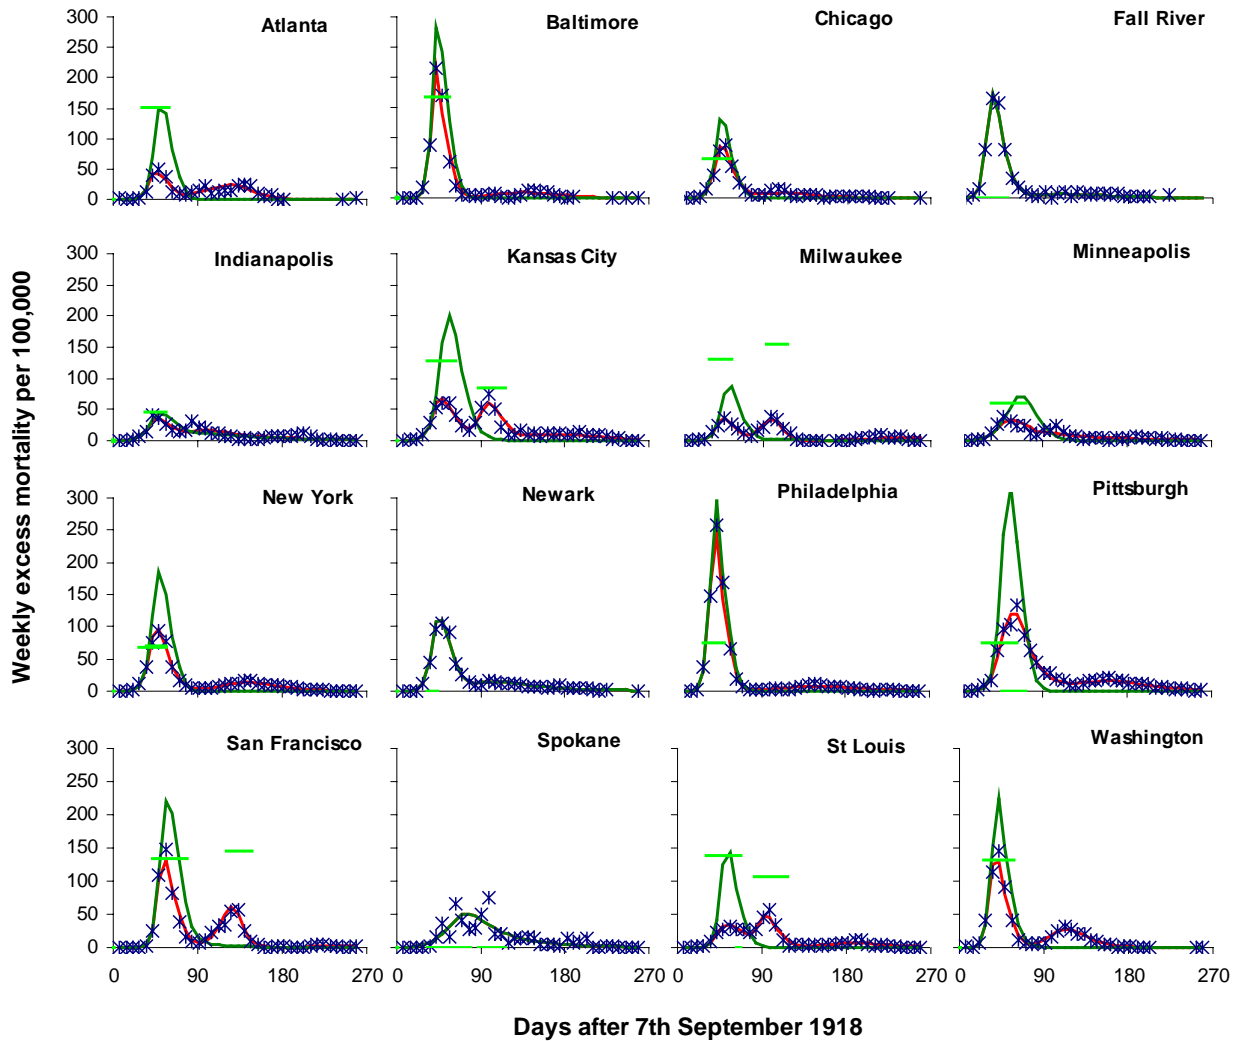 Atlanta
Baltimore
Chicago
Fall River
300
250
200
150
100
50
0
Indianapolis
Kansas City
Milwaukee
Minneapolis
300
250
200
150
100
50
0
Weekly excess mortality per 100,000
New York
Newark
Philadelphia
Pittsburgh
300
250
200
150
100
50
0
San Francisco
Spokane
St Louis
Washington
300
250
200
150
100
50
0
0 90 180 270
0 90 180 270
0 90 180 270
0 90 180 270
Days after 7th September 1918